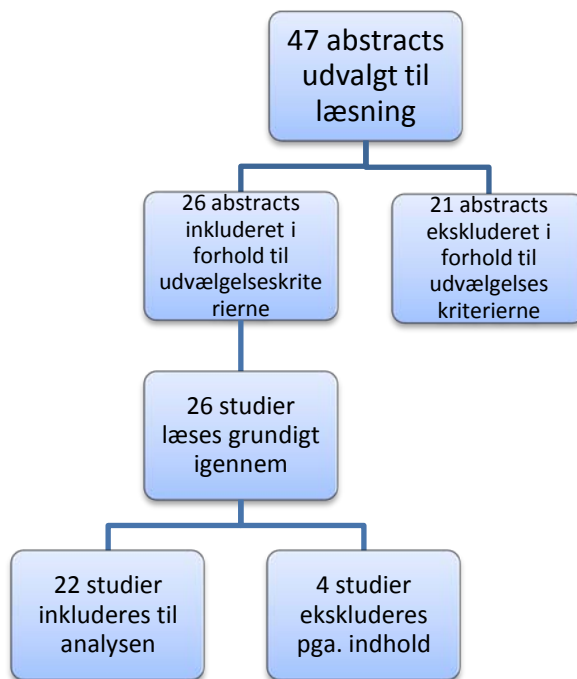 47 abstracts
udvalgt til
læsning
26 abstracts
inkluderet i
forhold til
udvælgelseskrite
rierne
21 abstracts
ekskluderet i
forhold til
udvælgelses
kriterierne
26 studier
læses grundigt
igennem
22 studier
inkluderes til
analysen
4 studier
ekskluderes
pga. indhold